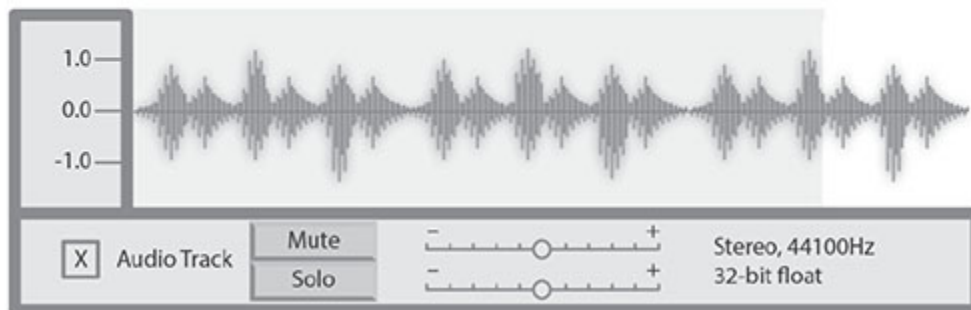 1.0
0.0
-1.0
X Audio Track
Mute
Solo
- +
- +
Stereo, 44100Hz
32-bit float